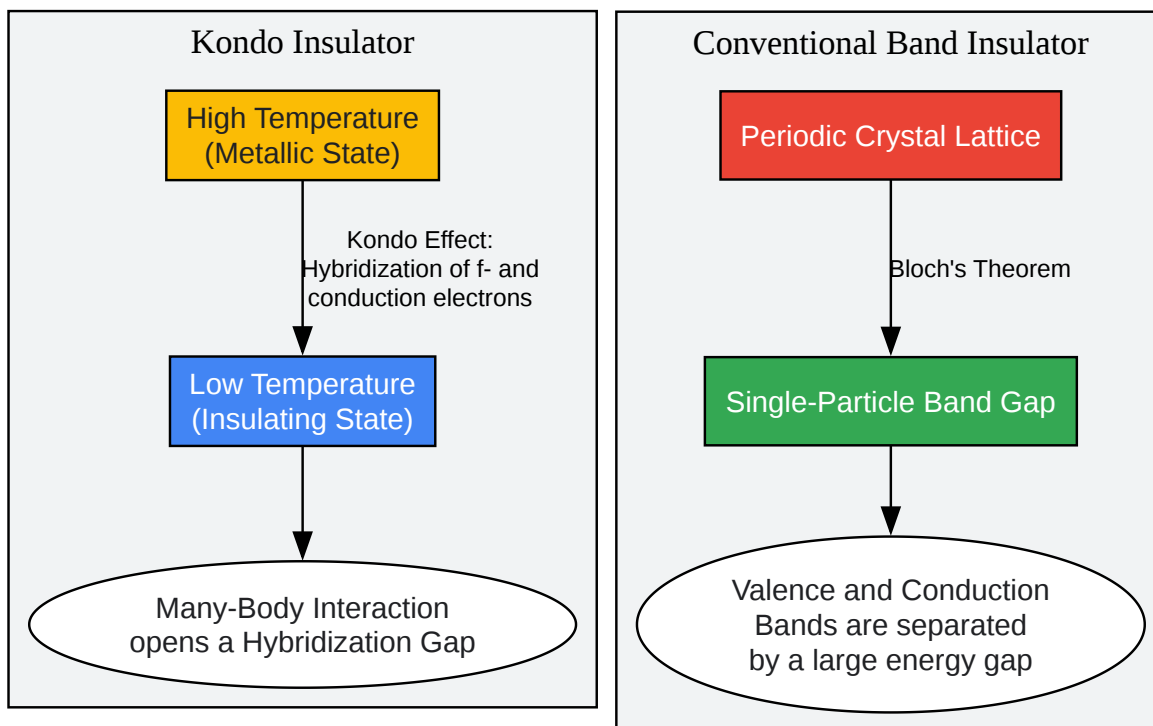 Kondo Insulator
High Temperature
(Metallic State)
Kondo Effect:
Hybridization of f- and
conduction electrons
Low Temperature
(Insulating State)
Many-Body Interaction
opens a Hybridization Gap
Conventional Band Insulator
Periodic Crystal Lattice
Bloch's Theorem
Single-Particle Band Gap
Valence and Conduction
Bands are separated
by a large energy gap